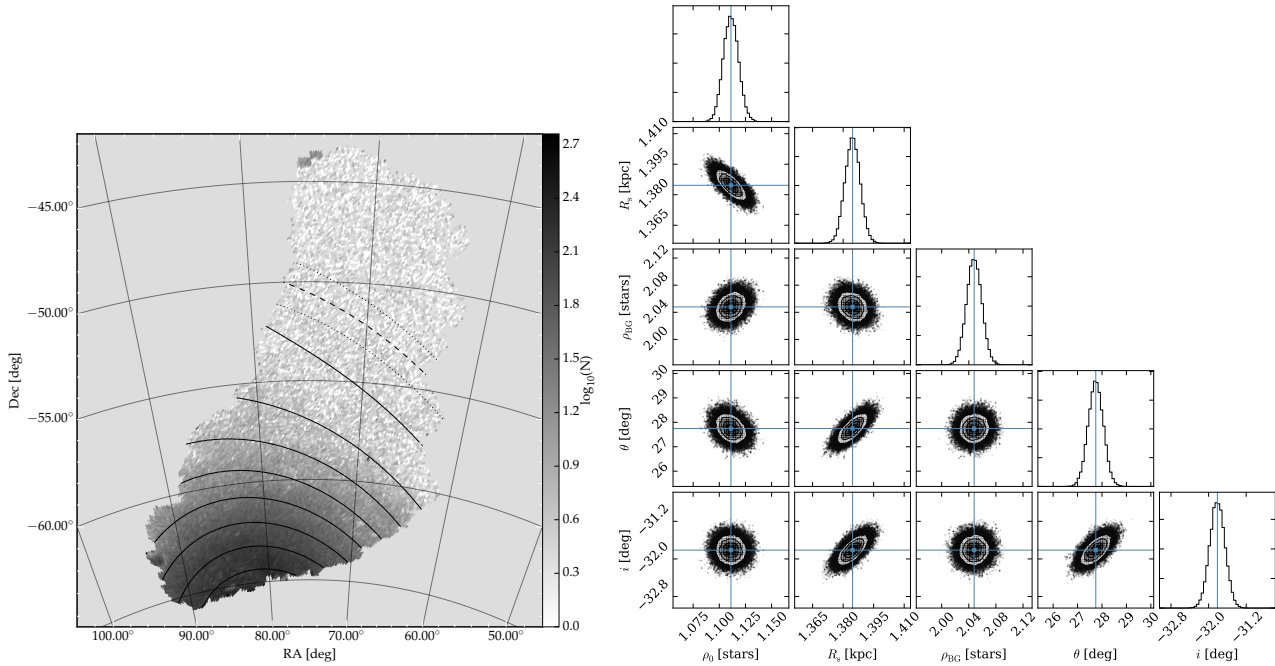 −45.00°
−50.00°
−55.00°
−60.00°
Dec [deg]
100.00° 90.00° 80.00° 70.00° 60.00° 50.00°
RA [deg]
2.7
2.4
2.1
1.8
1.5
1.2
0.9
0.6
0.3
0.0
log₁₀(N)
1.410
1.395
1.380
1.365
Rₛ [kpc]
2.12
2.08
2.04
2.00
ρ_BG [stars]
30
29
28
27
26
θ [deg]
−31.2
−32.0
−32.8
i [deg]
1.075 1.100 1.125 1.150
ρ₀ [stars]
1.365 1.380 1.395 1.410
Rₛ [kpc]
2.00 2.04 2.08 2.12
ρ_BG [stars]
26 27 28 29 30
θ [deg]
−32.8 −32.0 −31.2
i [deg]